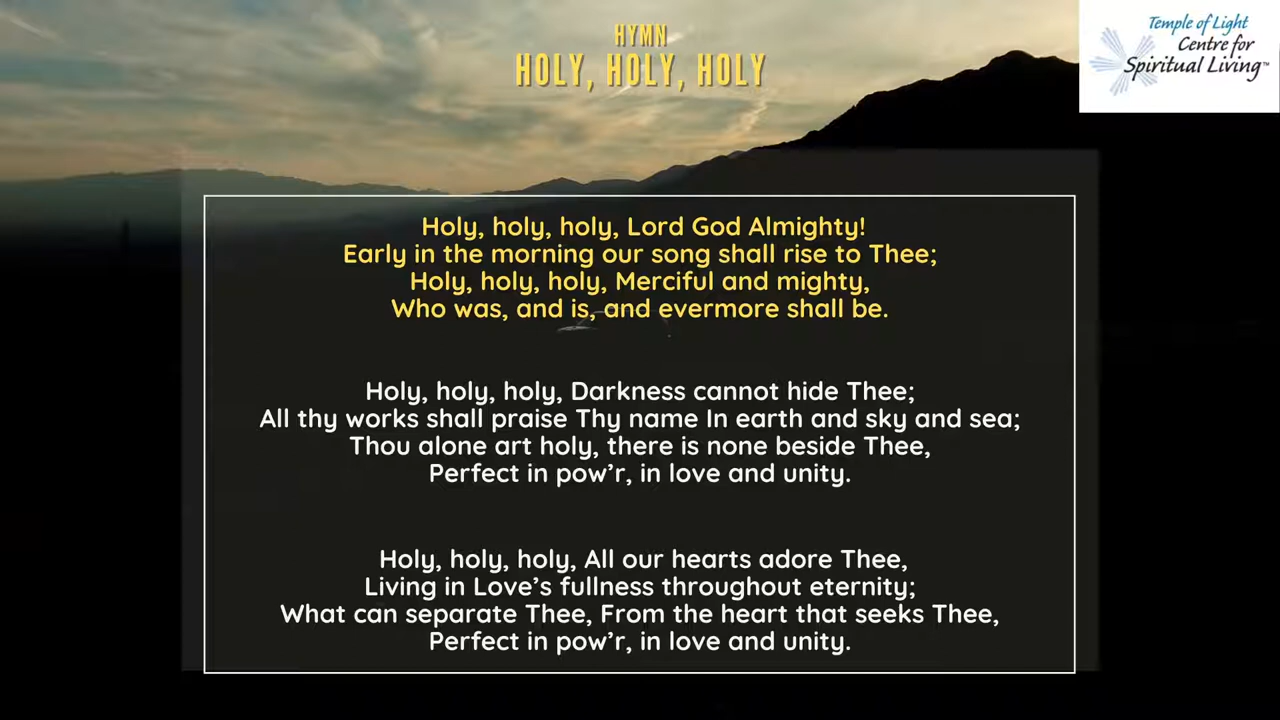 HYMN
HOLY, HOLY, HOLY
Temple of Light
Centre for
Spiritual Living™
Holy, holy, holy, Lord God Almighty!
Early in the morning our song shall rise to Thee;
Holy, holy, holy, Merciful and mighty,
Who was, and is, and evermore shall be.
Holy, holy, holy, Darkness cannot hide Thee;
All thy works shall praise Thy name In earth and sky and sea;
Thou alone art holy, there is none beside Thee,
Perfect in pow’r, in love and unity.
Holy, holy, holy, All our hearts adore Thee,
Living in Love’s fullness throughout eternity;
What can separate Thee, From the heart that seeks Thee,
Perfect in pow’r, in love and unity.